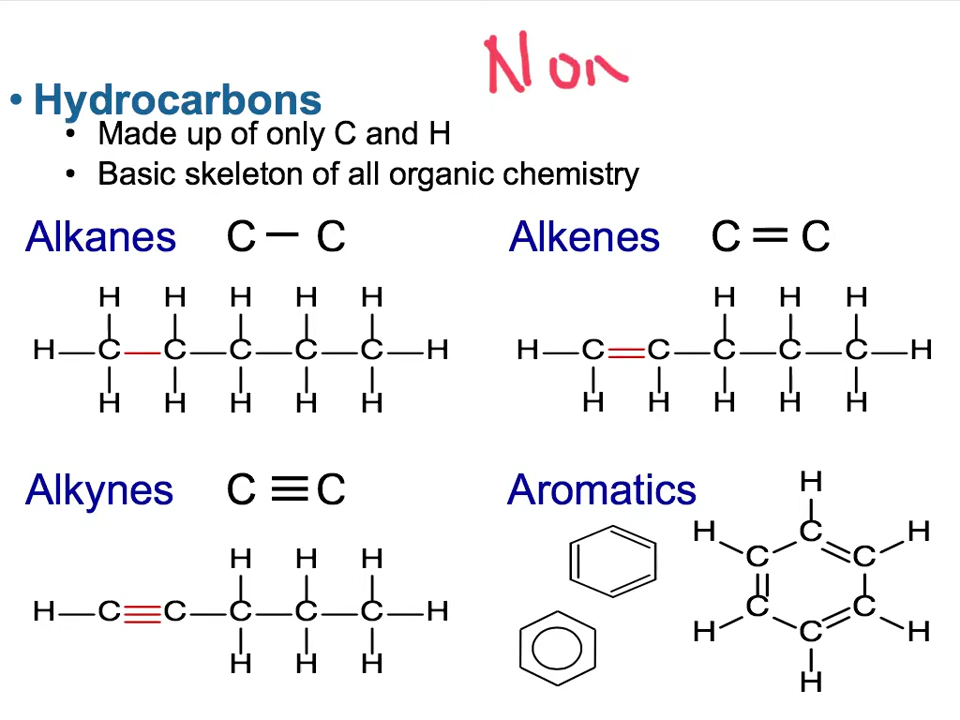 Non
• Hydrocarbons
• Made up of only C and H
• Basic skeleton of all organic chemistry
Alkanes C – C
H H H H H
H–C–C–C–C–C–H
H H H H H
Alkenes C = C
H H H
H–C=C–C–C–C–H
H H H H H
Alkynes C ≡ C
H H H
H–C≡C–C–C–C–H
H H H
Aromatics
H
H C H
C C
C C
H C H
H